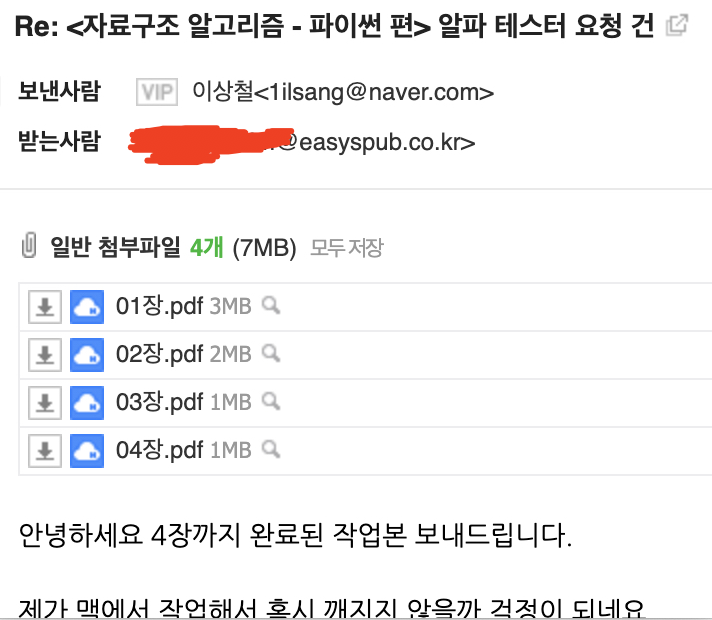 Re: <자료구조 알고리즘 - 파이썬 편> 알파 테스터 요청 건
보낸사람 VIP 이상철<1ilsang@naver.com>
받는사람 @easyspub.co.kr>
일반 첨부파일 4개 (7MB) 모두 저장
01장.pdf 3MB
02장.pdf 2MB
03장.pdf 1MB
04장.pdf 1MB
안녕하세요 4장까지 완료된 작업본 보내드립니다.
제가 맥에서 작업해서 혹시 깨지지 않을까 걱정이 되네요